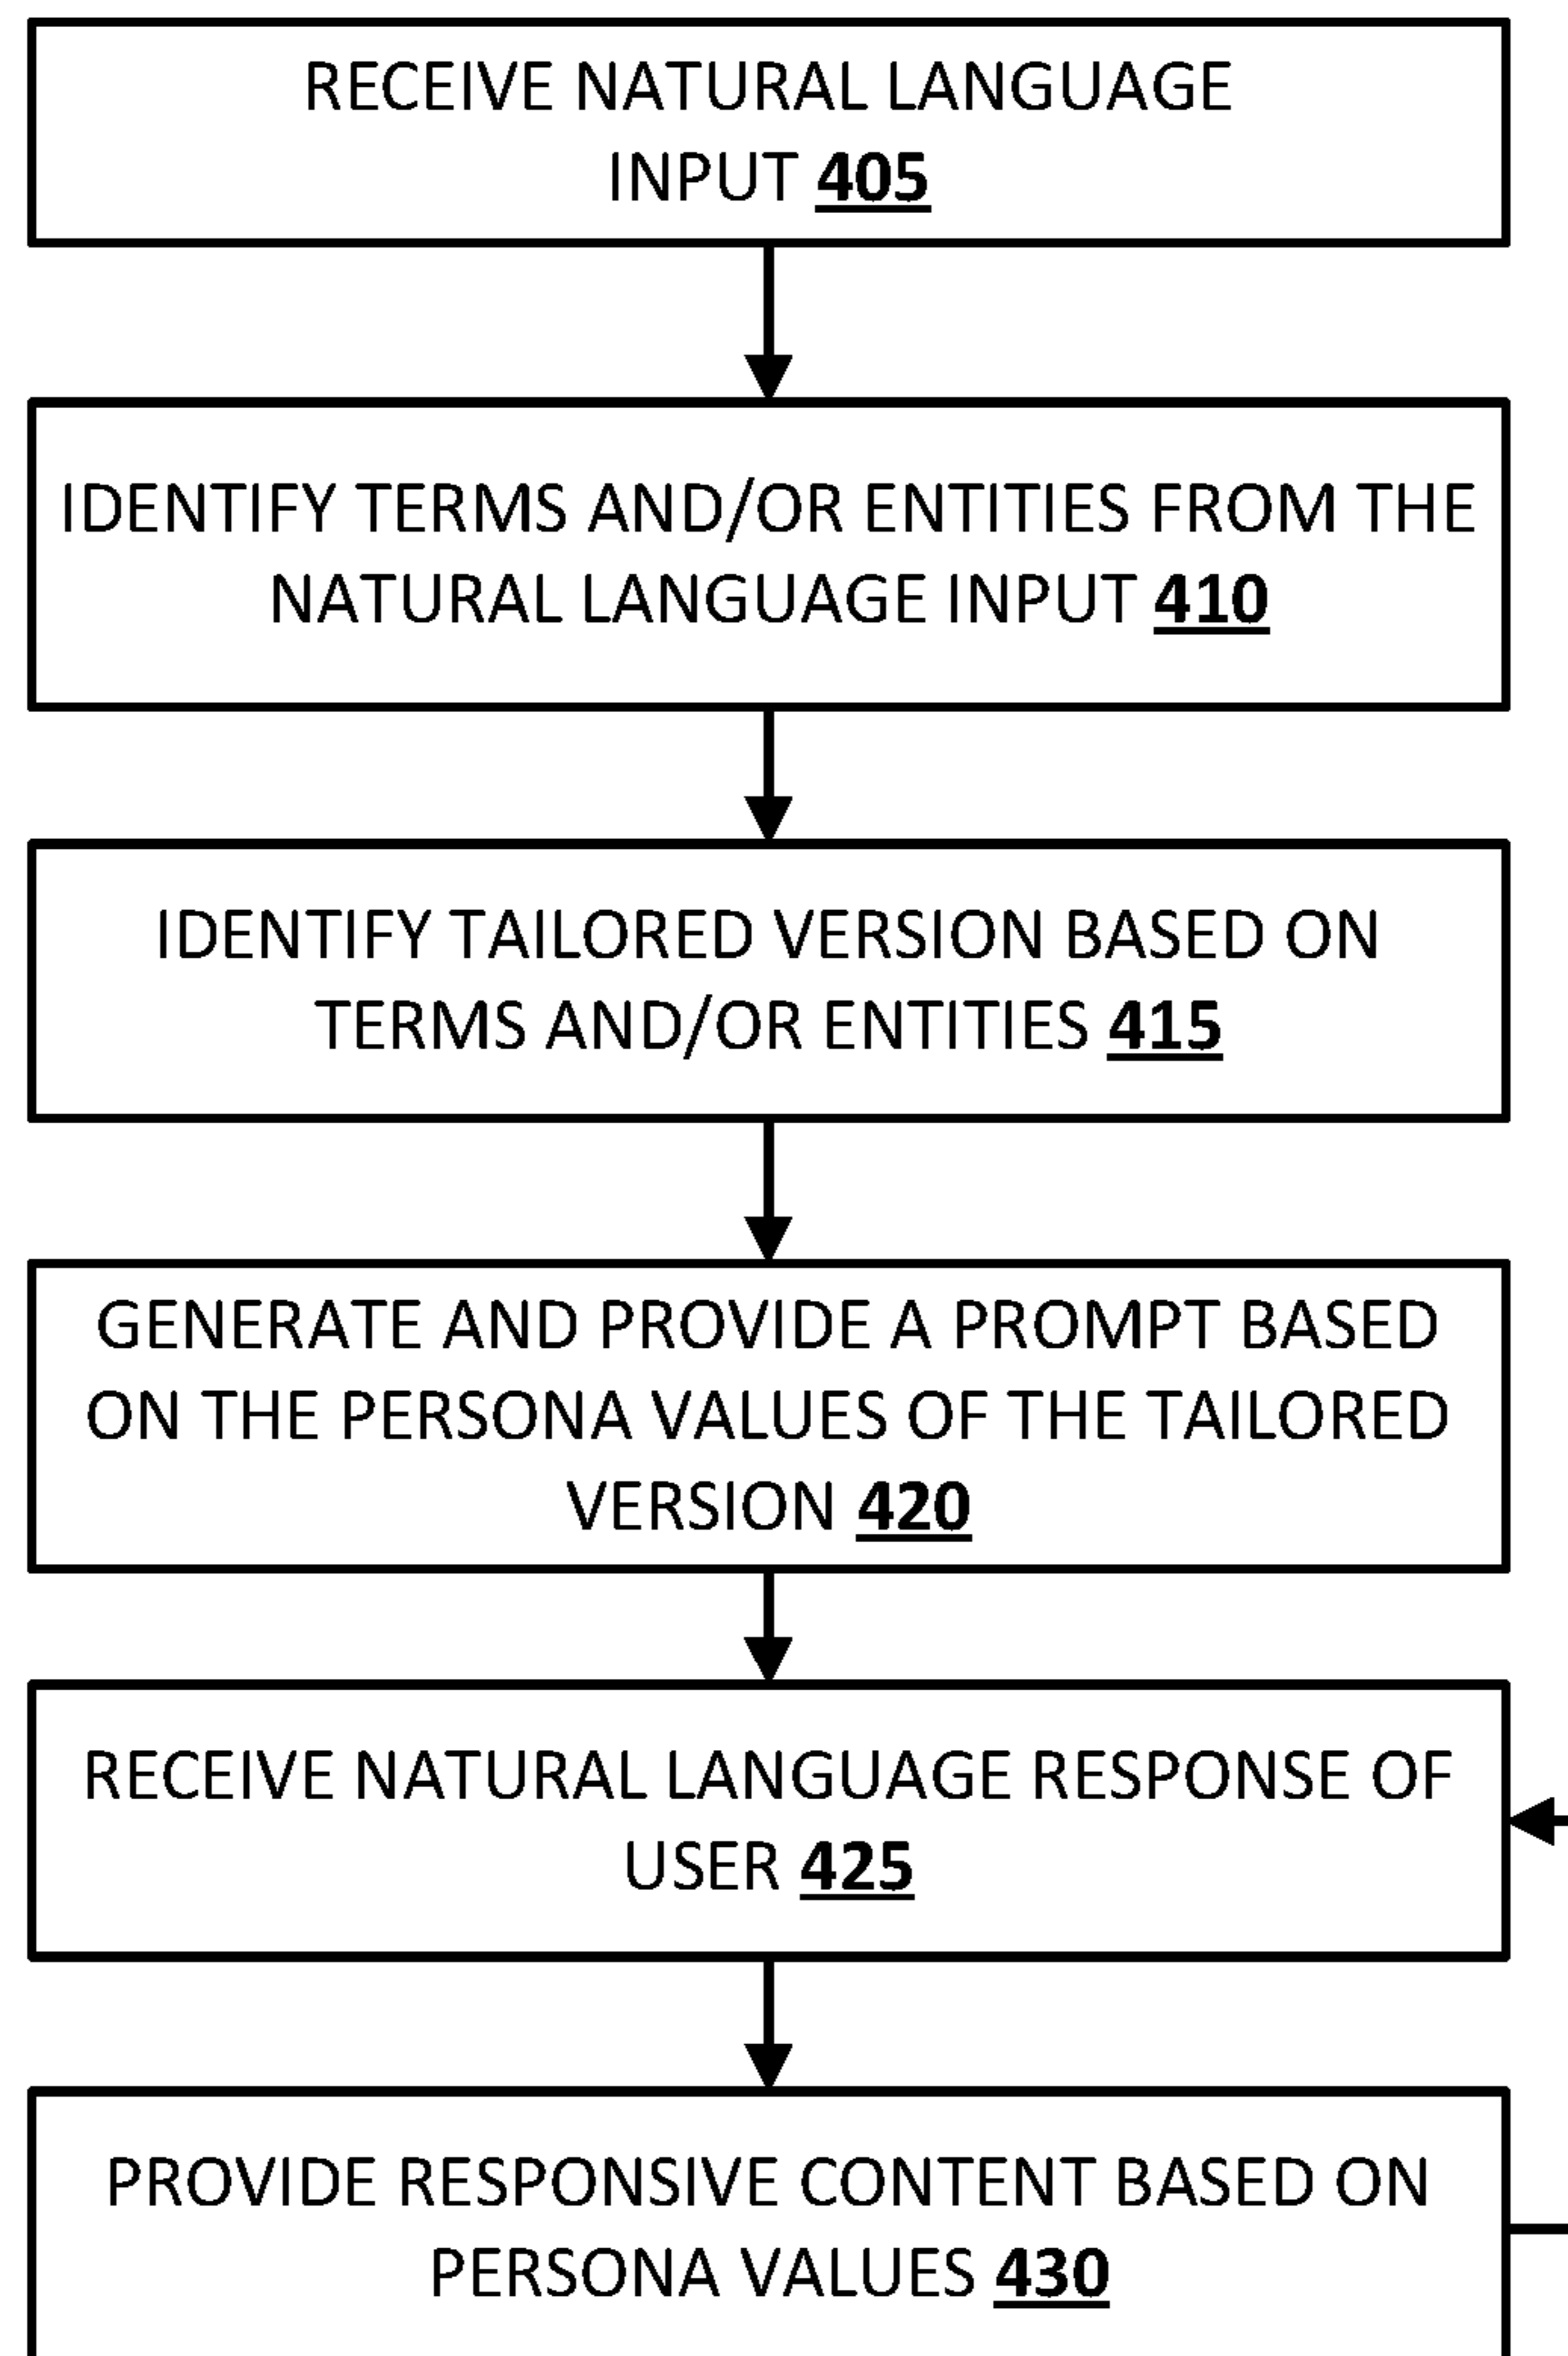 RECEIVE NATURAL LANGUAGE
INPUT 405
IDENTIFY TERMS AND/OR ENTITIES FROM THE
NATURAL LANGUAGE INPUT 410
IDENTIFY TAILORED VERSION BASED ON
TERMS AND/OR ENTITIES 415
GENERATE AND PROVIDE A PROMPT BASED
ON THE PERSONA VALUES OF THE TAILORED
VERSION 420
RECEIVE NATURAL LANGUAGE RESPONSE OF
USER 425
PROVIDE RESPONSIVE CONTENT BASED ON
PERSONA VALUES 430